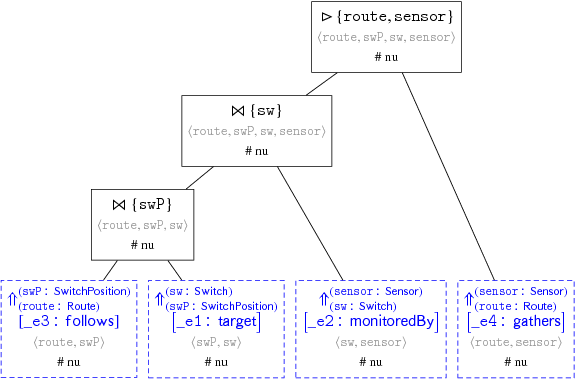 ▷ {route, sensor}
⟨route, swP, sw, sensor⟩
# nu
⋈ {sw}
⟨route, swP, sw, sensor⟩
# nu
⋈ {swP}
⟨route, swP, sw⟩
# nu
⇑(swP: SwitchPosition)
(route: Route)
[_e3: follows]
⟨route, swP⟩
# nu
⇑(sw: Switch)
(swP: SwitchPosition)
[_e1: target]
⟨swP, sw⟩
# nu
⇑(sensor: Sensor)
(sw: Switch)
[_e2: monitoredBy]
⟨sw, sensor⟩
# nu
⇑(sensor: Sensor)
(route: Route)
[_e4: gathers]
⟨route, sensor⟩
# nu